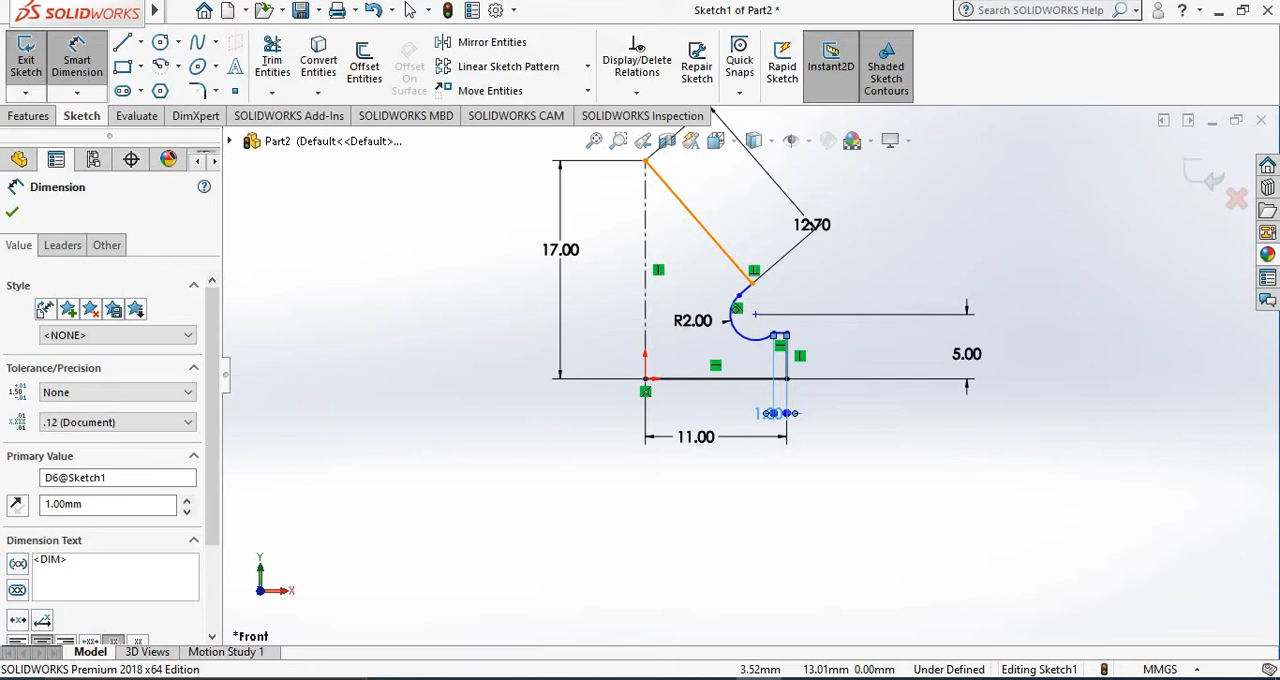 SOLIDWORKS
Sketch1 of Part2 *
Search SOLIDWORKS Help
Exit Sketch
Smart Dimension
Trim Entities
Convert Entities
Offset Entities
Offset On Surface
Mirror Entities
Linear Sketch Pattern
Move Entities
Display/Delete Relations
Repair Sketch
Quick Snaps
Rapid Sketch
Instant2D
Shaded Sketch Contours
Features
Sketch
Evaluate
DimXpert
SOLIDWORKS Add-Ins
SOLIDWORKS MBD
SOLIDWORKS CAM
SOLIDWORKS Inspection
Part2 (Default<<Default>...
Dimension
Value
Leaders
Other
Style
<NONE>
Tolerance/Precision
None
.12 (Document)
Primary Value
D6@Sketch1
1.00mm
Dimension Text
<DIM>
17.00
12.70
R2.00
5.00
1.00
11.00
Y
X
*Front
Model
3D Views
Motion Study 1
SOLIDWORKS Premium 2018 x64 Edition
3.52mm
13.01mm 0.00mm
Under Defined
Editing Sketch1
MMGS